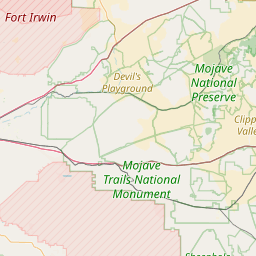 Fort Irwin
Devil's
Playground
Mojave
National
Preserve
Clipp
Valle
Mojave
Trails National
Monument